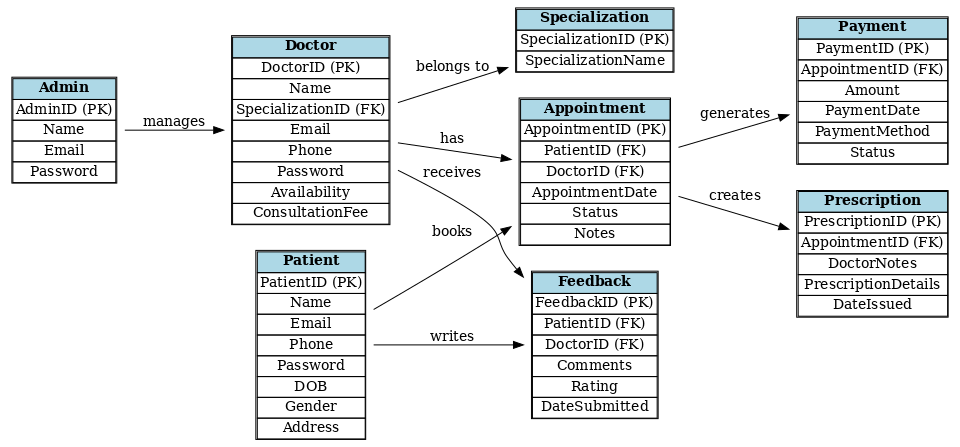 Admin
AdminID (PK)
Name
Email
Password
manages
Doctor
DoctorID (PK)
Name
SpecializationID (FK)
Email
Phone
Password
Availability
ConsultationFee
Patient
PatientID (PK)
Name
Email
Phone
Password
DOB
Gender
Address
belongs to
has
receives
books
writes
Specialization
SpecializationID (PK)
SpecializationName
Appointment
AppointmentID (PK)
PatientID (FK)
DoctorID (FK)
AppointmentDate
Status
Notes
Feedback
FeedbackID (PK)
PatientID (FK)
DoctorID (FK)
Comments
Rating
DateSubmitted
generates
creates
Payment
PaymentID (PK)
AppointmentID (FK)
Amount
PaymentDate
PaymentMethod
Status
Prescription
PrescriptionID (PK)
AppointmentID (FK)
DoctorNotes
PrescriptionDetails
DateIssued